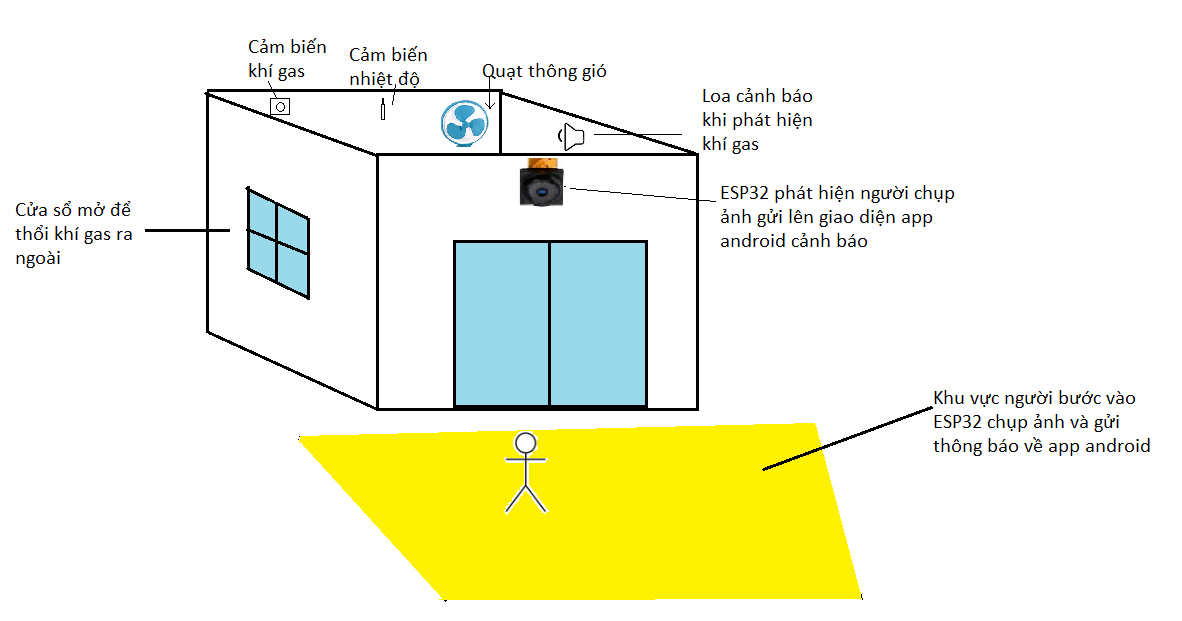 Cảm biến
khí gas
Cảm biến
nhiệt độ
Quạt thông gió
Loa cảnh báo
khi phát hiện
khí gas
ESP32 phát hiện người chụp
ảnh gửi lên giao diện app
android cảnh báo
Cửa sổ mở để
thổi khí gas ra
ngoài
Khu vực người bước vào
ESP32 chụp ảnh và gửi
thông báo về app android